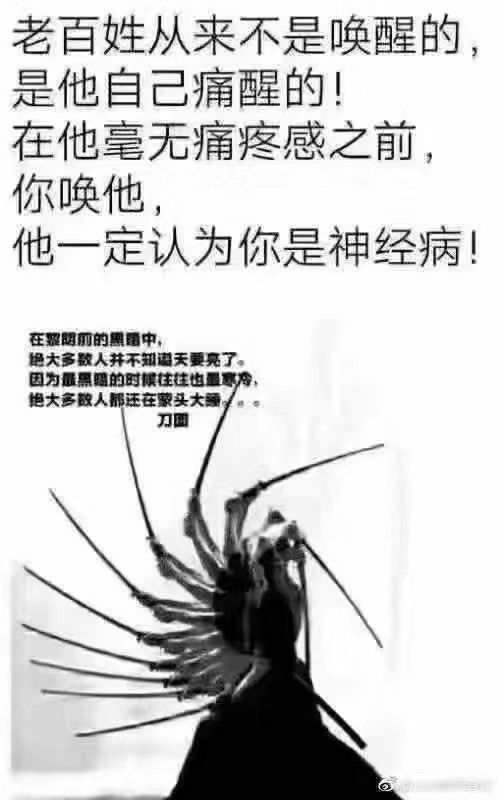 老百姓从来不是唤醒的，
是他自己痛醒的！
在他毫无痛疼感之前，
你唤他，
他一定认为你是神经病！
在黎明前的黑暗中，
绝大多数人并不知道天要亮了。
因为最黑暗的时候往往也最寒冷，
绝大多数人都还在蒙头大睡。。。
刀圆